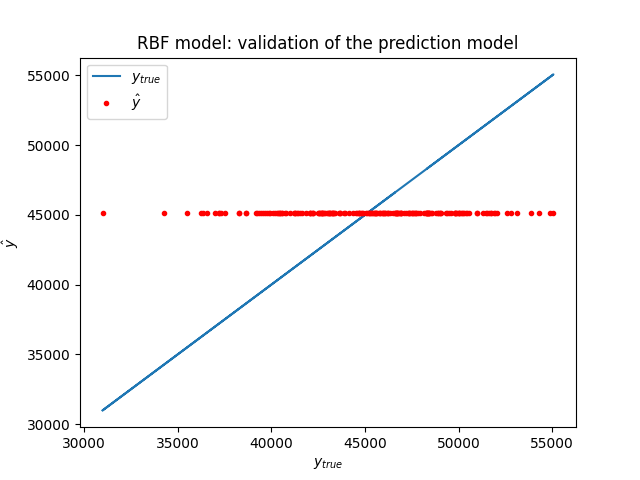 RBF model: validation of the prediction model
55000
50000
45000
40000
35000
30000
ŷ
y_true
ŷ
30000 35000 40000 45000 50000 55000
y_true